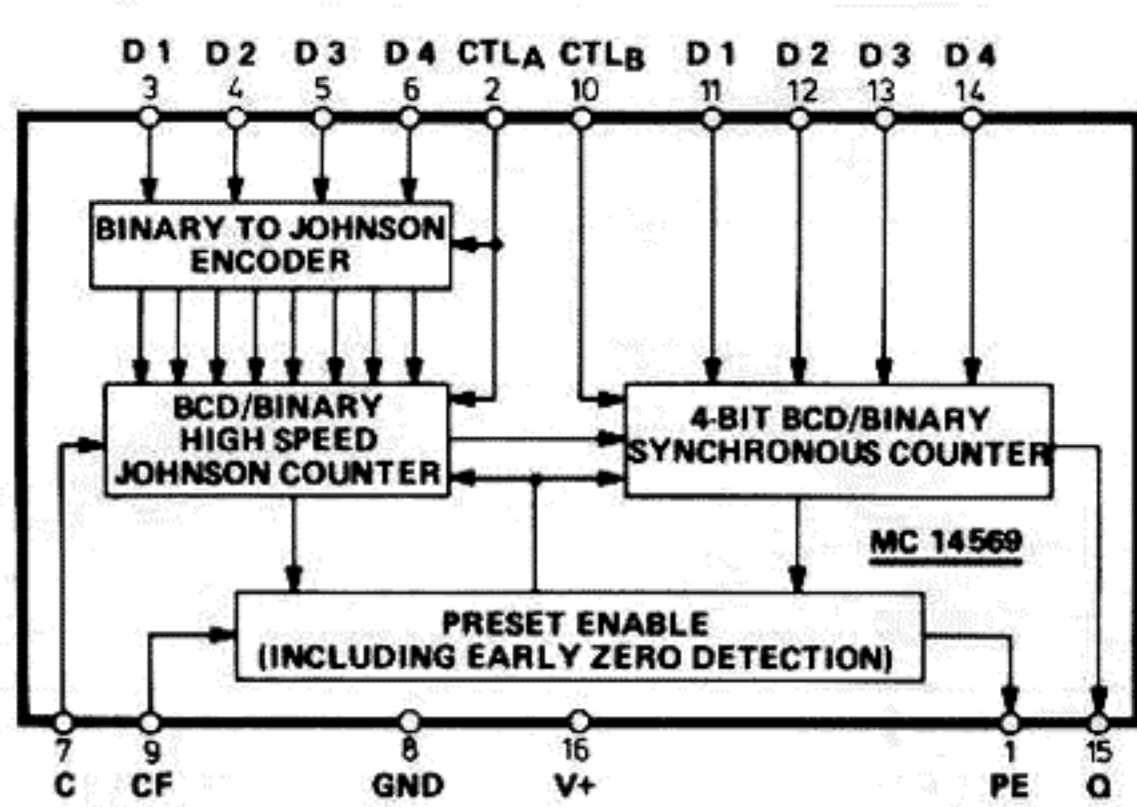 D 1 D 2 D 3 D 4 CTLA CTLB D 1 D 2 D 3 D 4
3 4 5 6 2 10 11 12 13 14
BINARY TO JOHNSON
ENCODER
BCD/BINARY
HIGH SPEED
JOHNSON COUNTER
4-BIT BCD/BINARY
SYNCHRONOUS COUNTER
MC 14569
PRESET ENABLE
(INCLUDING EARLY ZERO DETECTION)
7 9 8 16 1 15
C CF GND V+ PE Q